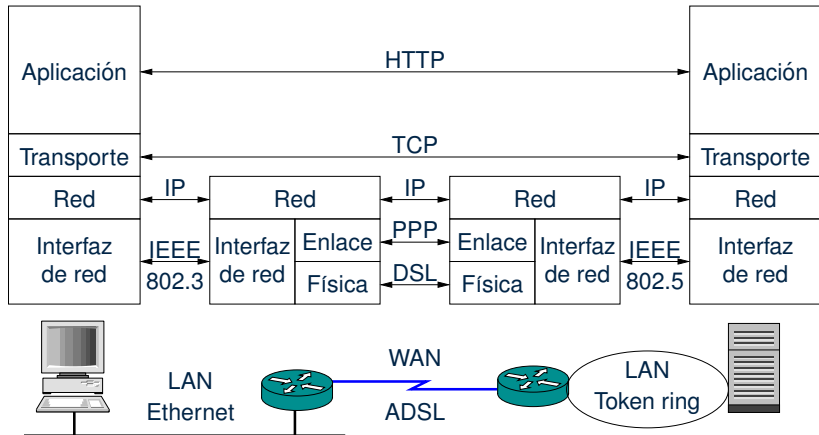 Aplicación
HTTP
Aplicación
Transporte
TCP
Transporte
Red
IP
Red
IP
Red
IP
Red
Interfaz
de red
IEEE
802.3
Interfaz
de red
Enlace
Física
PPP
DSL
Enlace
Física
Interfaz
de red
IEEE
802.5
Interfaz
de red
LAN
Ethernet
WAN
ADSL
LAN
Token ring